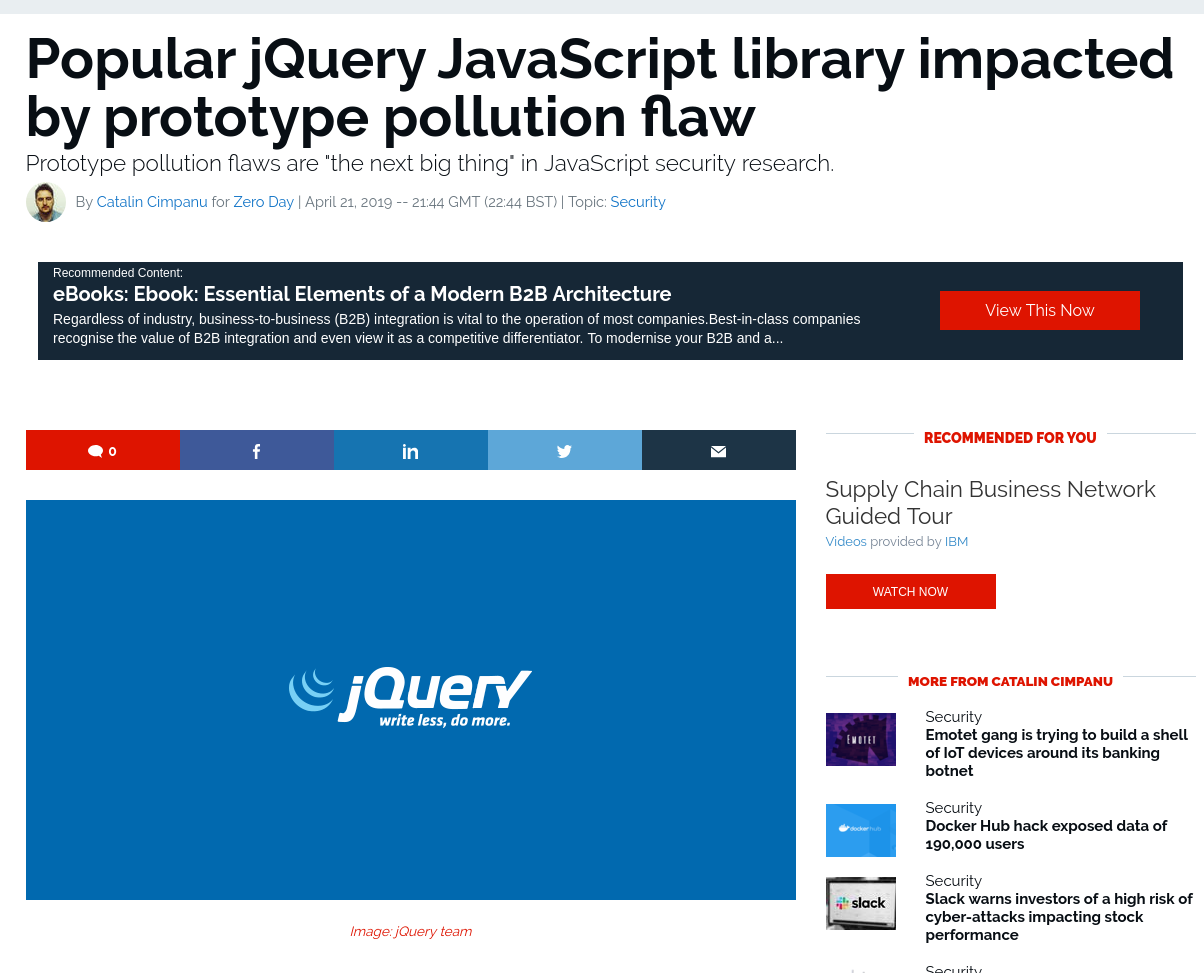 Popular jQuery JavaScript library impacted
by prototype pollution flaw
Prototype pollution flaws are "the next big thing" in JavaScript security research.
By Catalin Cimpanu for Zero Day | April 21, 2019 -- 21:44 GMT (22:44 BST) | Topic: Security
Recommended Content:
eBooks: Ebook: Essential Elements of a Modern B2B Architecture
Regardless of industry, business-to-business (B2B) integration is vital to the operation of most companies.Best-in-class companies
recognise the value of B2B integration and even view it as a competitive differentiator. To modernise your B2B and a...
View This Now
0
f
in
jQuery
write less, do more.
Image: jQuery team
RECOMMENDED FOR YOU
Supply Chain Business Network
Guided Tour
Videos provided by IBM
WATCH NOW
MORE FROM CATALIN CIMPANU
EMOTET
Security
Emotet gang is trying to build a shell
of IoT devices around its banking
botnet
docker hub
Security
Docker Hub hack exposed data of
190,000 users
slack
Security
Slack warns investors of a high risk of
cyber-attacks impacting stock
performance
Security